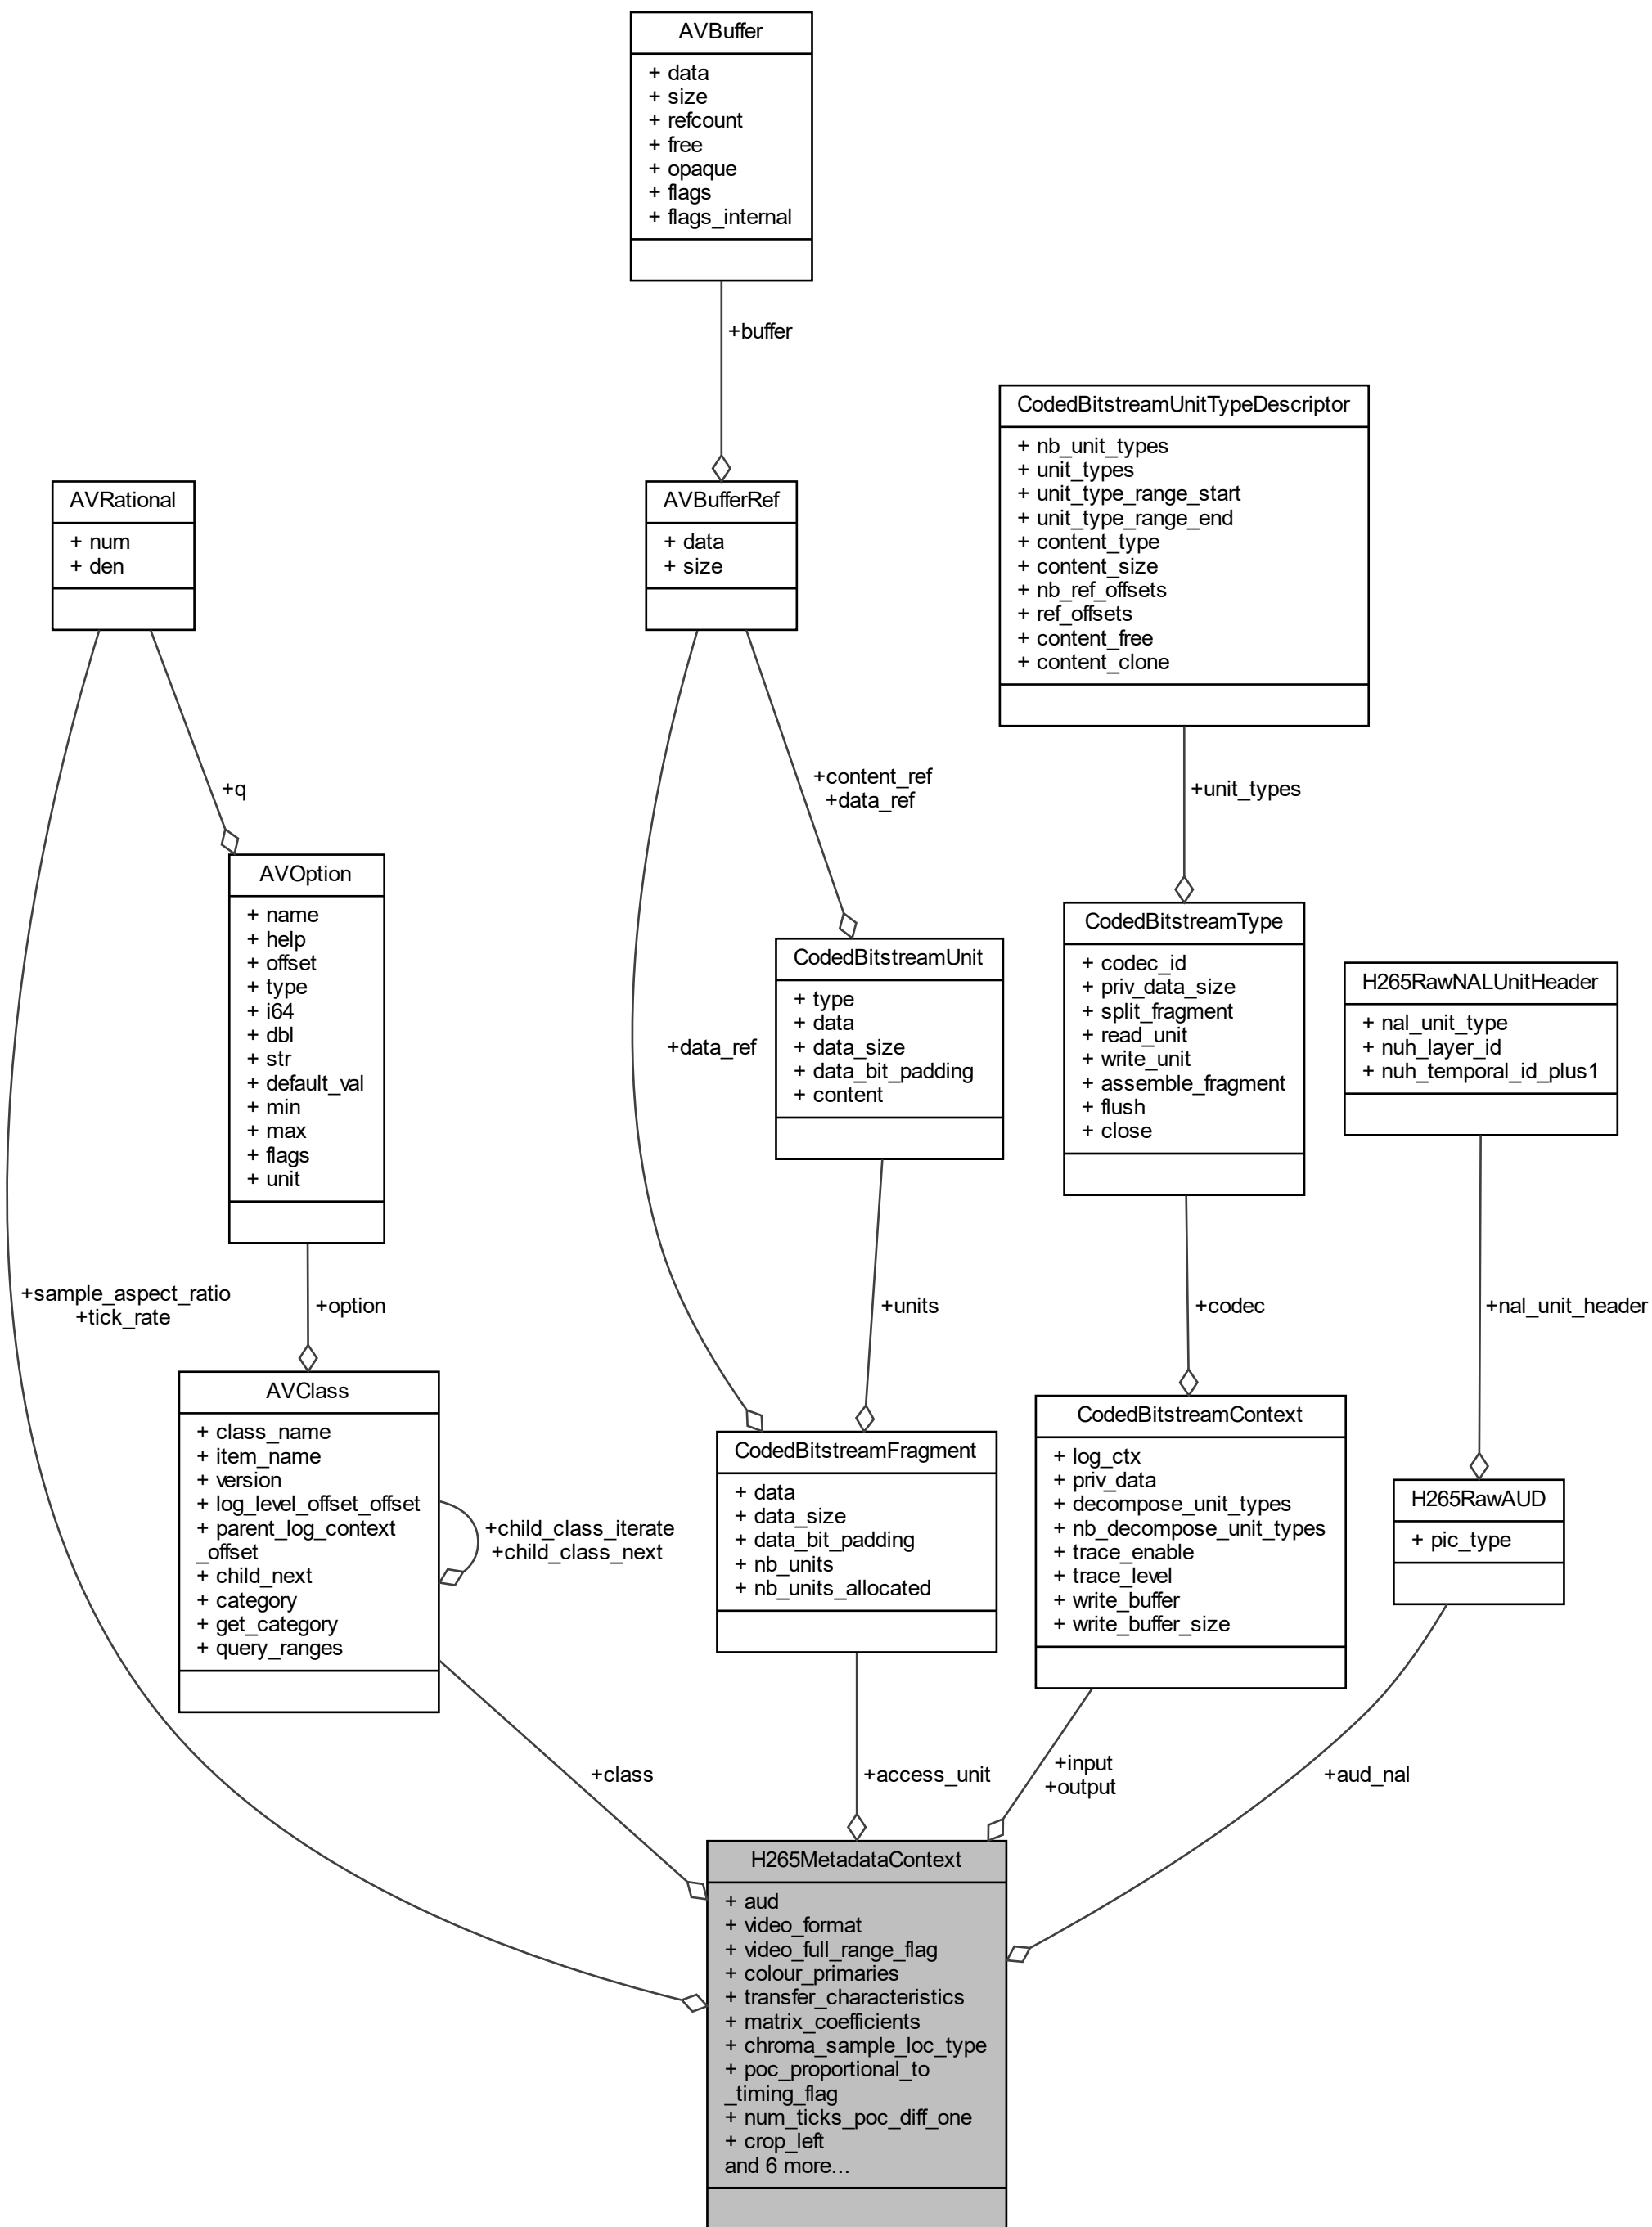 AVBuffer
+ data
+ size
+ refcount
+ free
+ opaque
+ flags
+ flags_internal
+buffer
CodedBitstreamUnitTypeDescriptor
+ nb_unit_types
+ unit_types
+ unit_type_range_start
+ unit_type_range_end
+ content_type
+ content_size
+ nb_ref_offsets
+ ref_offsets
+ content_free
+ content_clone
AVRational
+ num
+ den
AVBufferRef
+ data
+ size
+q
+content_ref
+data_ref
+unit_types
AVOption
+ name
+ help
+ offset
+ type
+ i64
+ dbl
+ str
+ default_val
+ min
+ max
+ flags
+ unit
CodedBitstreamUnit
+ type
+ data
+ data_size
+ data_bit_padding
+ content
CodedBitstreamType
+ codec_id
+ priv_data_size
+ split_fragment
+ read_unit
+ write_unit
+ assemble_fragment
+ flush
+ close
H265RawNALUnitHeader
+ nal_unit_type
+ nuh_layer_id
+ nuh_temporal_id_plus1
+data_ref
+sample_aspect_ratio
+tick_rate
+option
+units
+codec
+nal_unit_header
AVClass
+ class_name
+ item_name
+ version
+ log_level_offset_offset
+ parent_log_context
_offset
+ child_next
+ category
+ get_category
+ query_ranges
+child_class_iterate
+child_class_next
CodedBitstreamFragment
+ data
+ data_size
+ data_bit_padding
+ nb_units
+ nb_units_allocated
CodedBitstreamContext
+ log_ctx
+ priv_data
+ decompose_unit_types
+ nb_decompose_unit_types
+ trace_enable
+ trace_level
+ write_buffer
+ write_buffer_size
H265RawAUD
+ pic_type
+class
+access_unit
+input
+output
+aud_nal
H265MetadataContext
+ aud
+ video_format
+ video_full_range_flag
+ colour_primaries
+ transfer_characteristics
+ matrix_coefficients
+ chroma_sample_loc_type
+ poc_proportional_to
_timing_flag
+ num_ticks_poc_diff_one
+ crop_left
and 6 more...